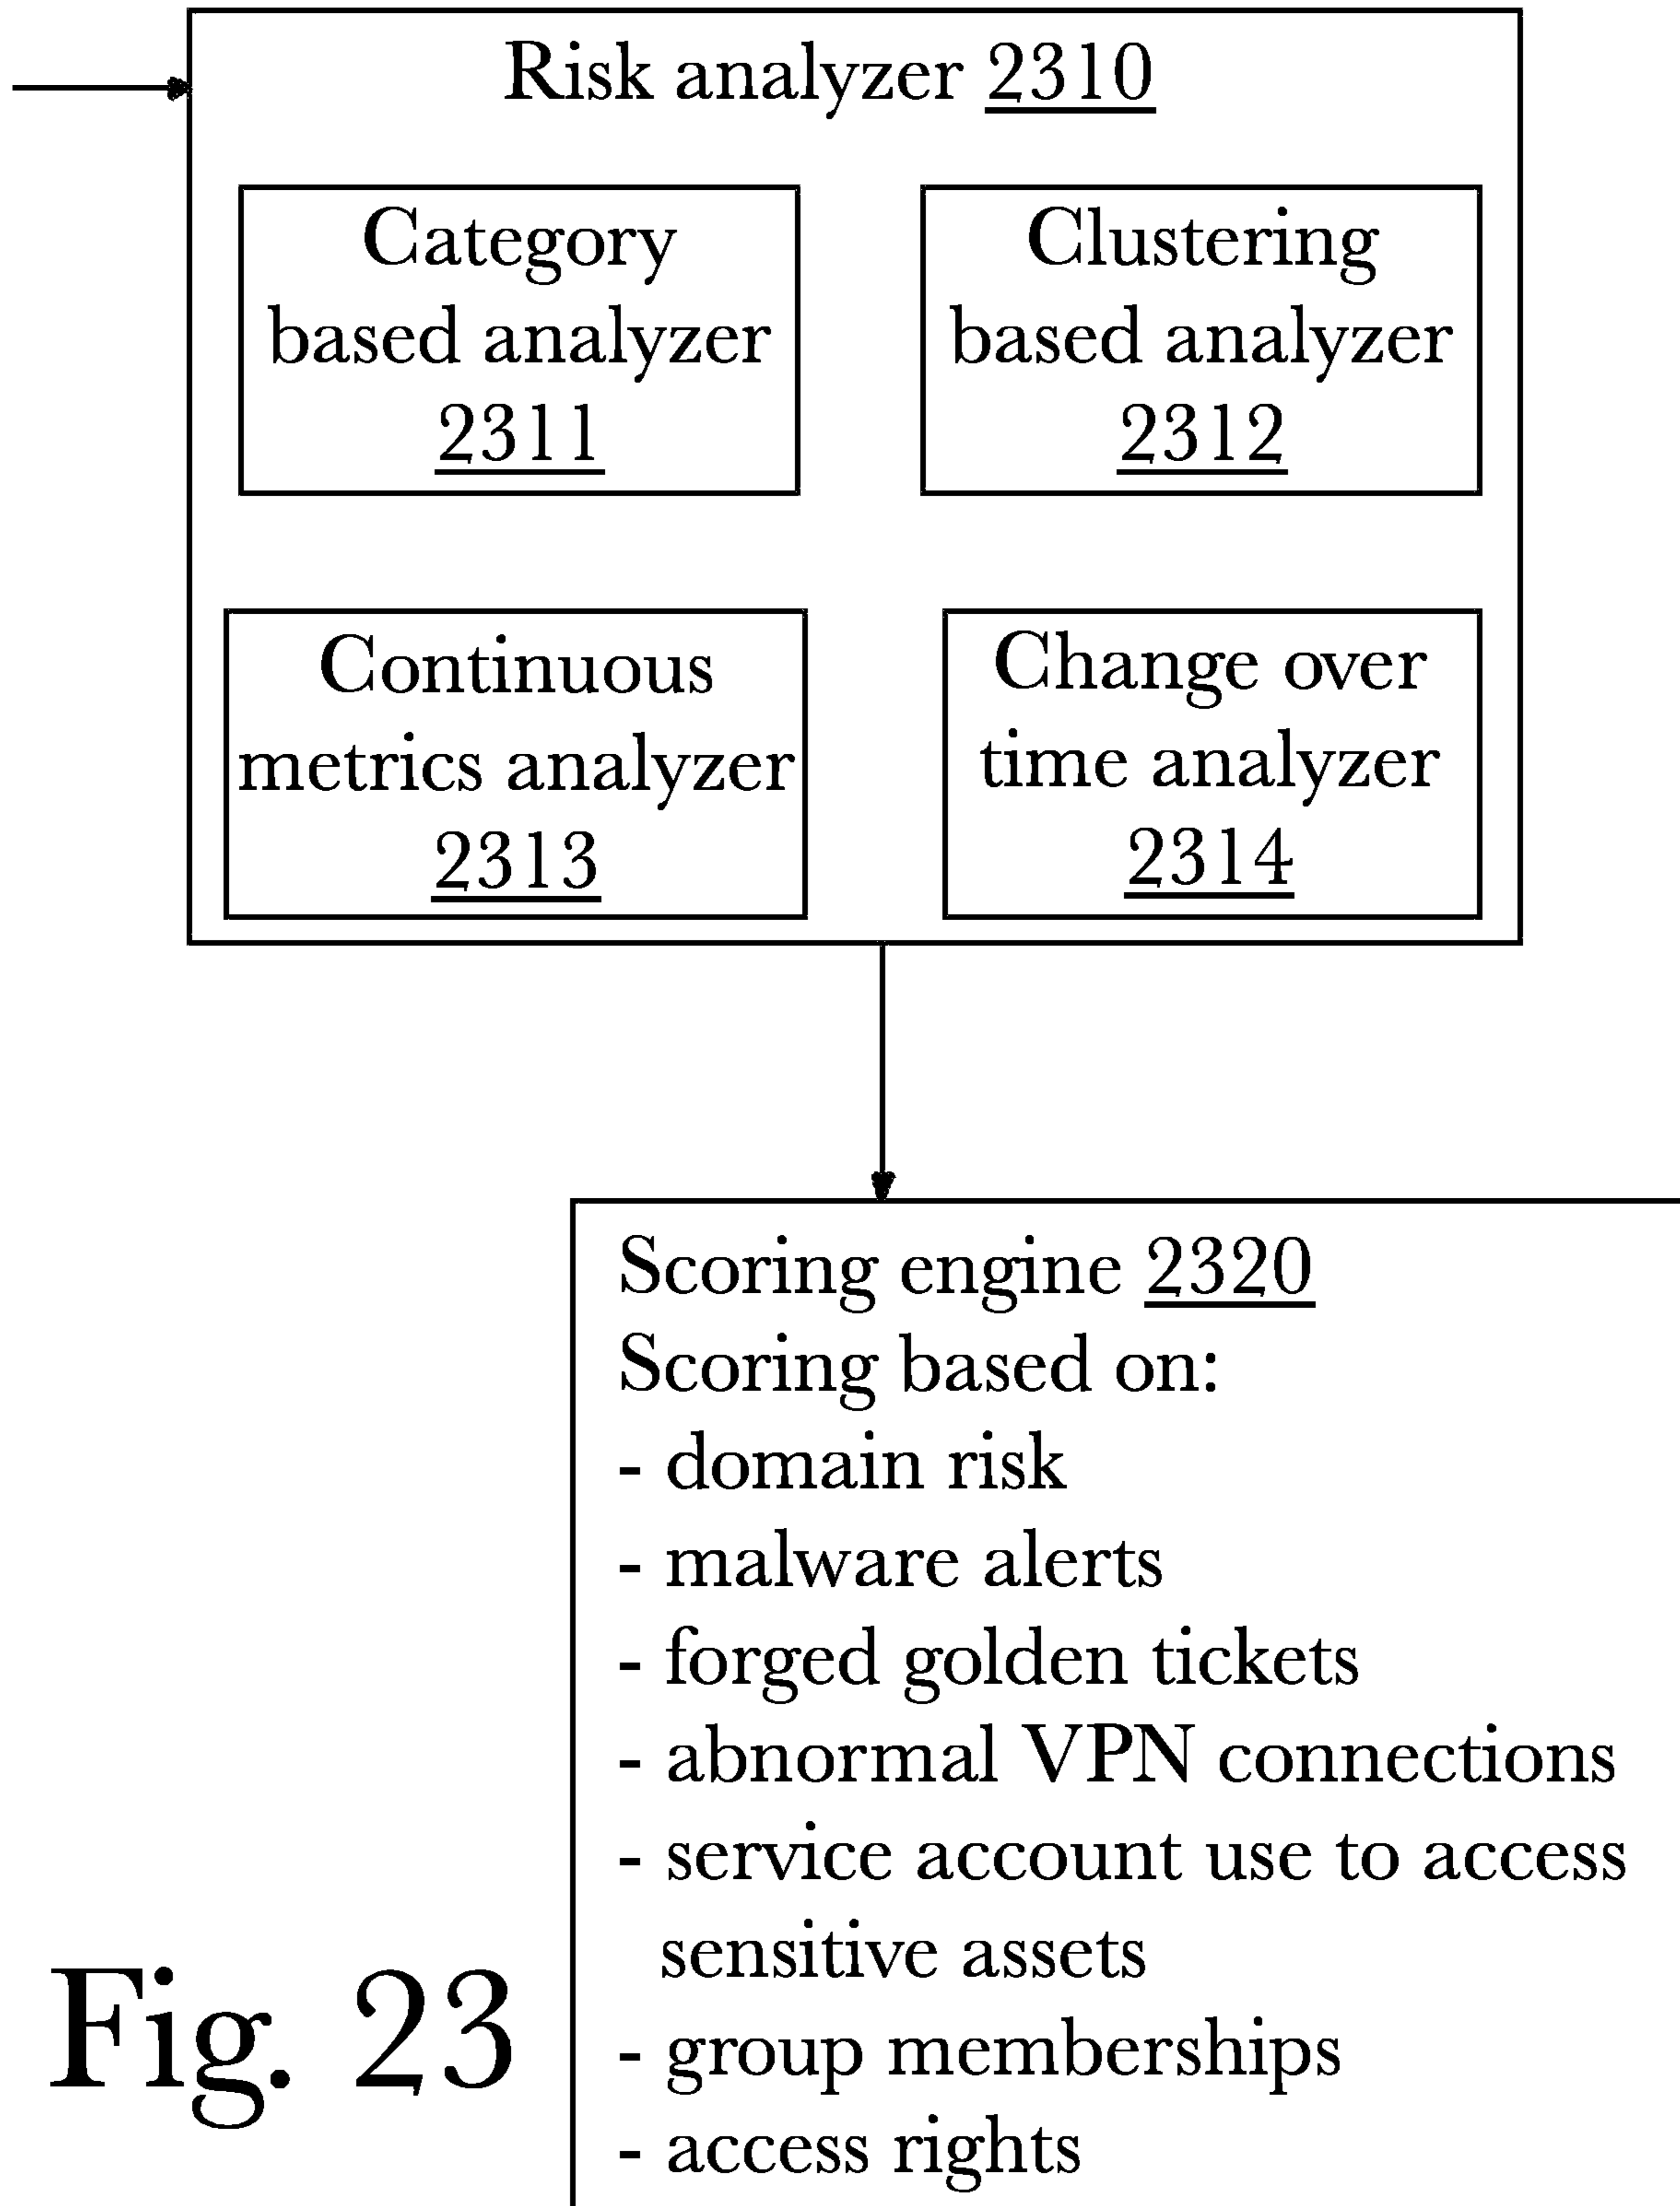 Risk analyzer 2310
Category
based analyzer
2311
Clustering
based analyzer
2312
Continuous
metrics analyzer
2313
Change over
time analyzer
2314
Scoring engine 2320
Scoring based on:
- domain risk
- malware alerts
- forged golden tickets
- abnormal VPN connections
- service account use to access
sensitive assets
- group memberships
- access rights
Fig. 23